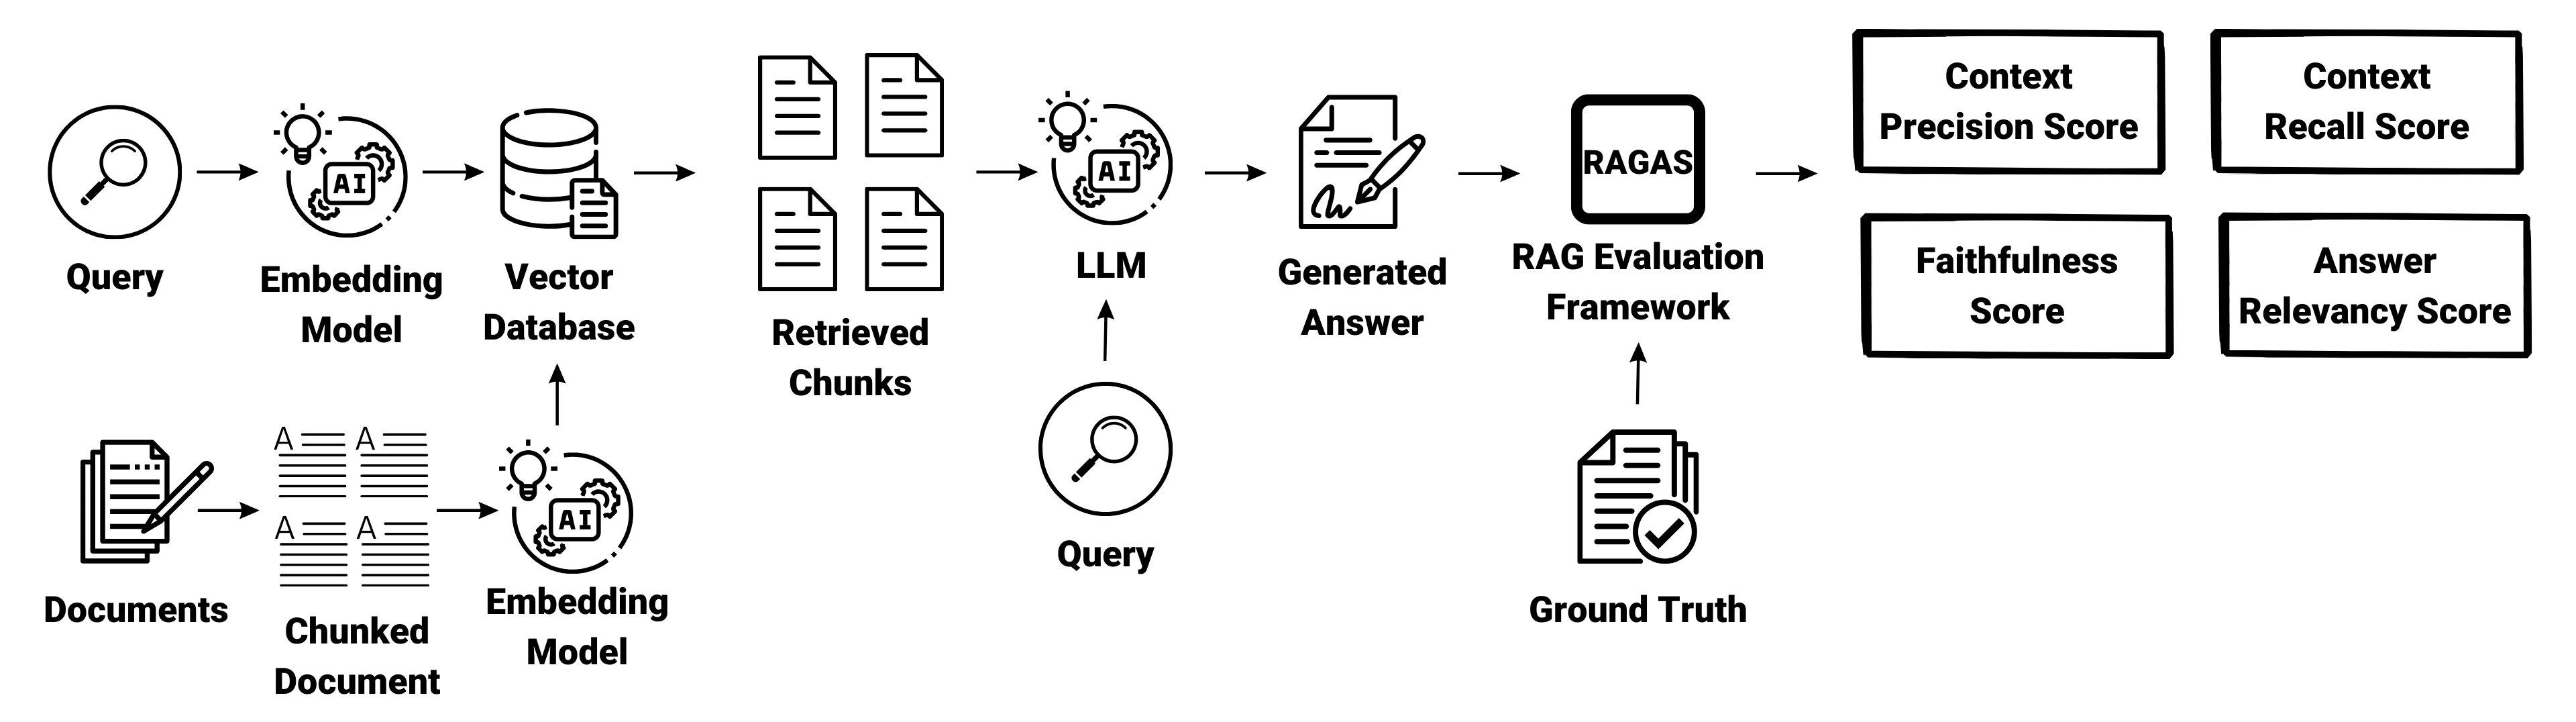 Query
AI
Embedding
Model
Vector
Database
Retrieved
Chunks
AI
LLM
Generated
Answer
RAGAS
RAG Evaluation
Framework
Context
Precision Score
Context
Recall Score
Faithfulness
Score
Answer
Relevancy Score
Documents
A
A
A
A
Chunked
Document
AI
Embedding
Model
Query
Ground Truth